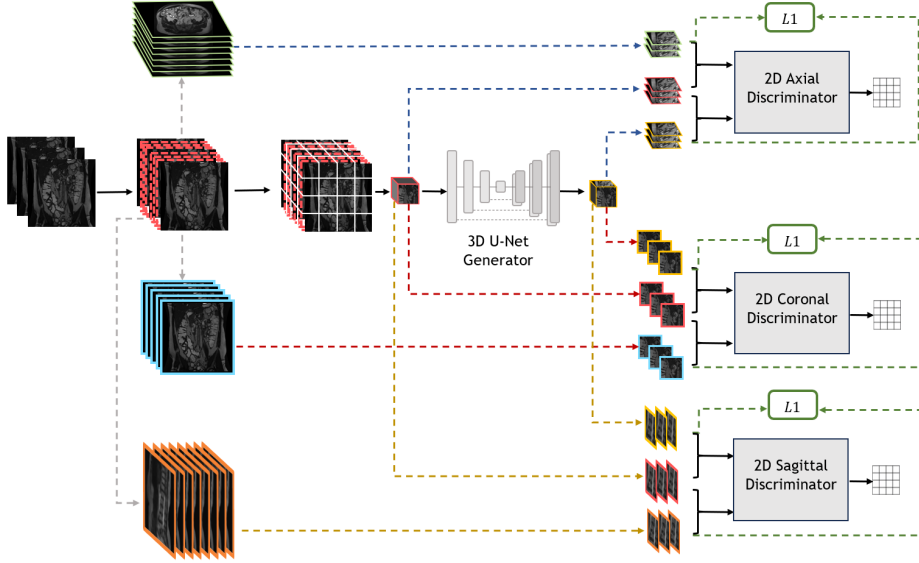 L1
2D Axial
Discriminator
3D U-Net
Generator
L1
2D Coronal
Discriminator
L1
2D Sagittal
Discriminator